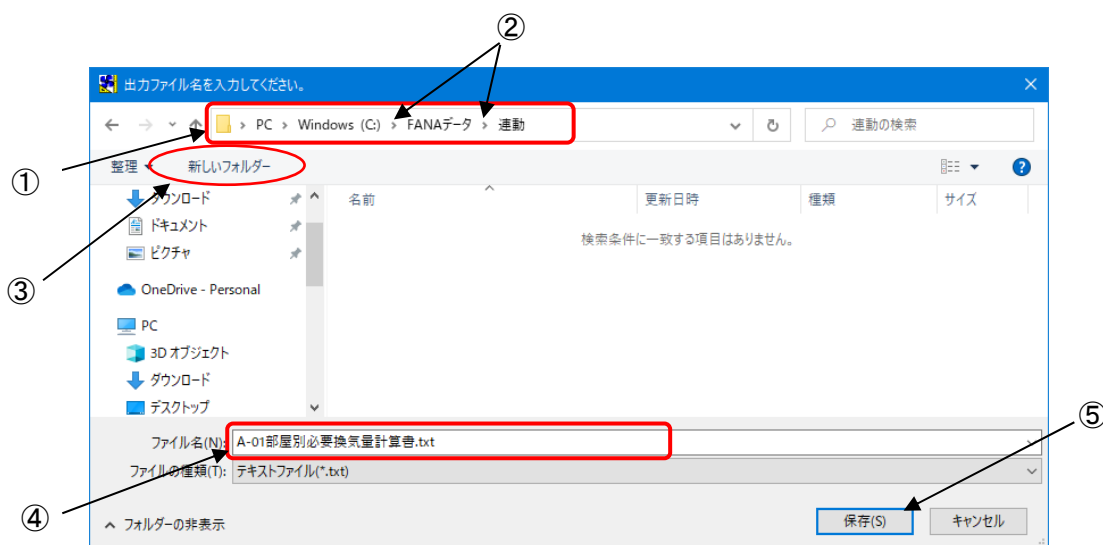 ②
出力ファイル名を入力してください。
PC › Windows (C:) › FANAデータ › 連動
連動の検索
①
整理 新しいフォルダー
ダウンロード
名前 更新日時 種類 サイズ
ドキュメント
検索条件に一致する項目はありません。
ピクチャ
③
OneDrive - Personal
PC
3D オブジェクト
ダウンロード
デスクトップ
⑤
ファイル名(N): A-01部屋別必要換気量計算書.txt
ファイルの種類(T): テキストファイル(*.txt)
④
フォルダーの非表示 保存(S) キャンセル